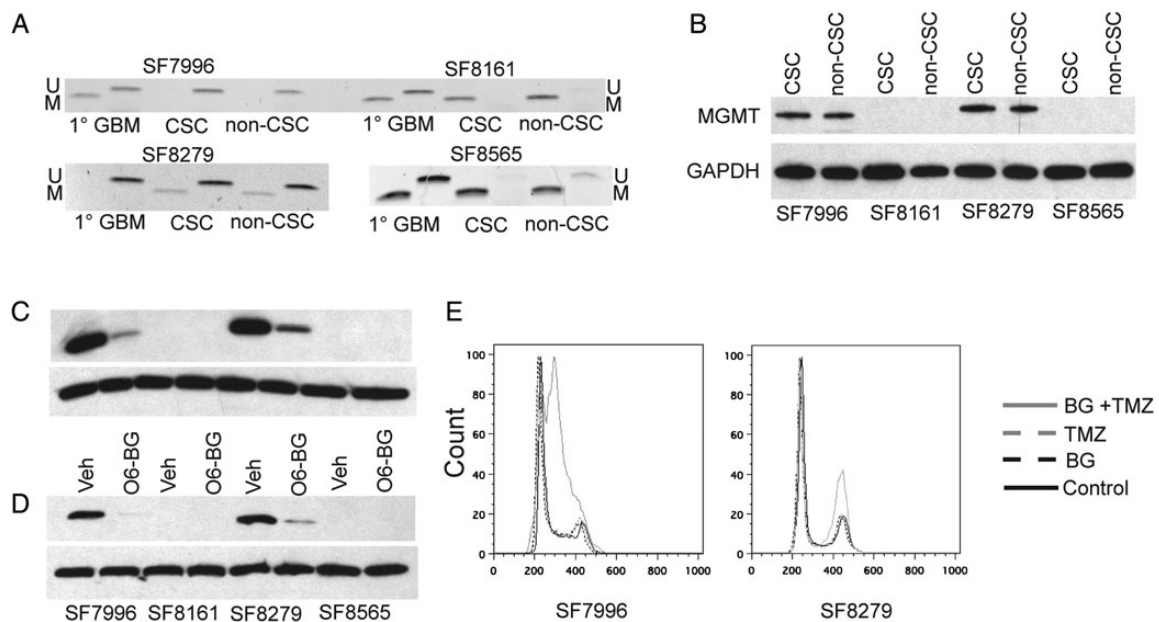 A
SF7996 SF8161
U U
M M
1° GBM CSC non-CSC 1° GBM CSC non-CSC
SF8279 SF8565
U U
M M
1° GBM CSC non-CSC 1° GBM CSC non-CSC
B
CSC non-CSC CSC non-CSC CSC non-CSC CSC non-CSC
MGMT
GAPDH
SF7996 SF8161 SF8279 SF8565
C
Veh O6-BG Veh O6-BG Veh O6-BG Veh O6-BG
D
SF7996 SF8161 SF8279 SF8565
E
Count
100 80 60 40 20 0
0 200 400 600 800 1000
SF7996
100 80 60 40 20 0
0 200 400 600 800 1000
SF8279
BG +TMZ
TMZ
BG
Control